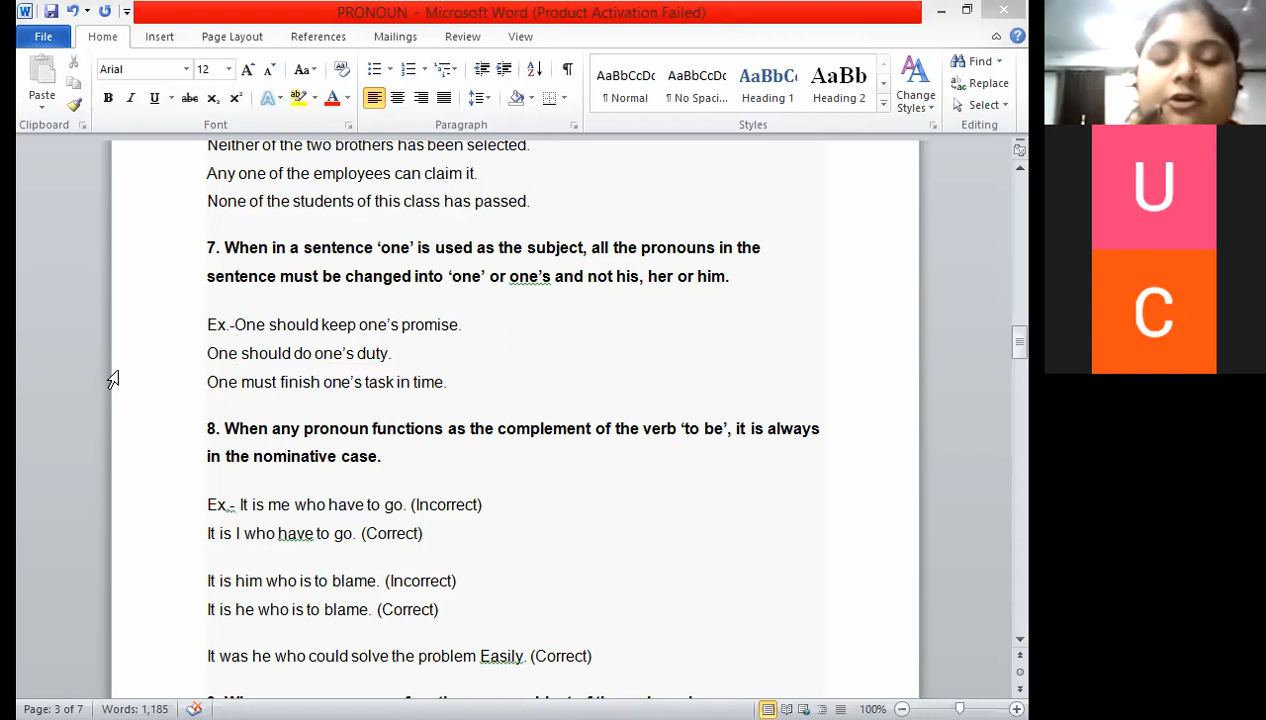 PRONOUN - Microsoft Word (Product Activation Failed)
File Home Insert Page Layout References Mailings Review View
Paste
Arial 12
AaBbCcDc AaBbCcDc AaBbCc AaBb
¶ Normal ¶ No Spaci... Heading 1 Heading 2
Change Styles
Find
Replace
Select
Clipboard Font Paragraph Styles Editing
Neither of the two brothers has been selected.
Any one of the employees can claim it.
None of the students of this class has passed.
7. When in a sentence ‘one’ is used as the subject, all the pronouns in the
sentence must be changed into ‘one’ or one’s and not his, her or him.
Ex.-One should keep one’s promise.
One should do one’s duty.
One must finish one’s task in time.
8. When any pronoun functions as the complement of the verb ‘to be’, it is always
in the nominative case.
Ex.- It is me who have to go. (Incorrect)
It is I who have to go. (Correct)
It is him who is to blame. (Incorrect)
It is he who is to blame. (Correct)
It was he who could solve the problem Easily. (Correct)
Page: 3 of 7 Words: 1,185 100%
U
C